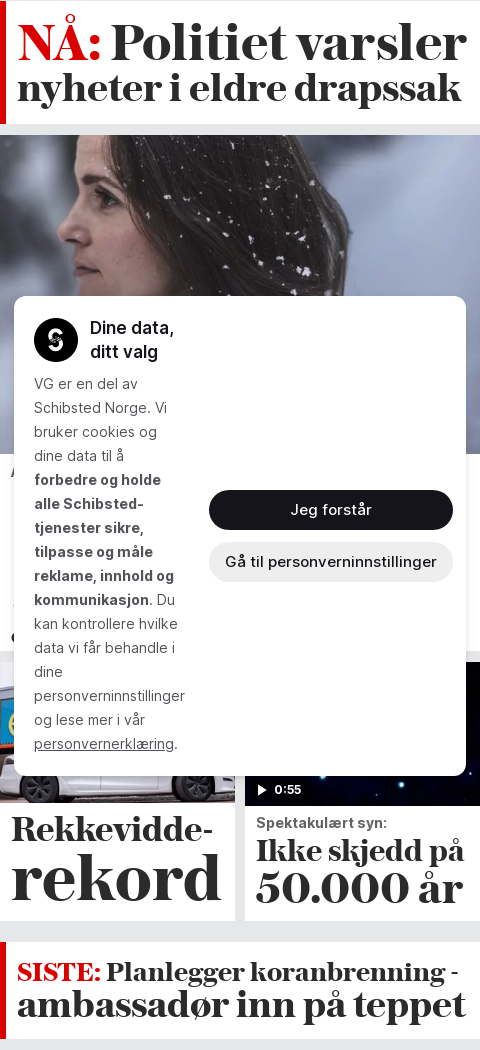 NÅ: Politiet varsler
nyheter i eldre drapssak
Dine data,
ditt valg
VG er en del av
Schibsted Norge. Vi
bruker cookies og
dine data til å
forbedre og holde
alle Schibsted-
tjenester sikre,
tilpasse og måle
reklame, innhold og
kommunikasjon. Du
kan kontrollere hvilke
data vi får behandle i
dine
personverninnstillinger
og lese mer i vår
personvernerklæring.
Jeg forstår
Gå til personverninnstillinger
0:55
Rekkevidde-
rekord
Spektakulært syn:
Ikke skjedd på
50.000 år
SISTE: Planlegger koranbrenning -
ambassadør inn på teppet